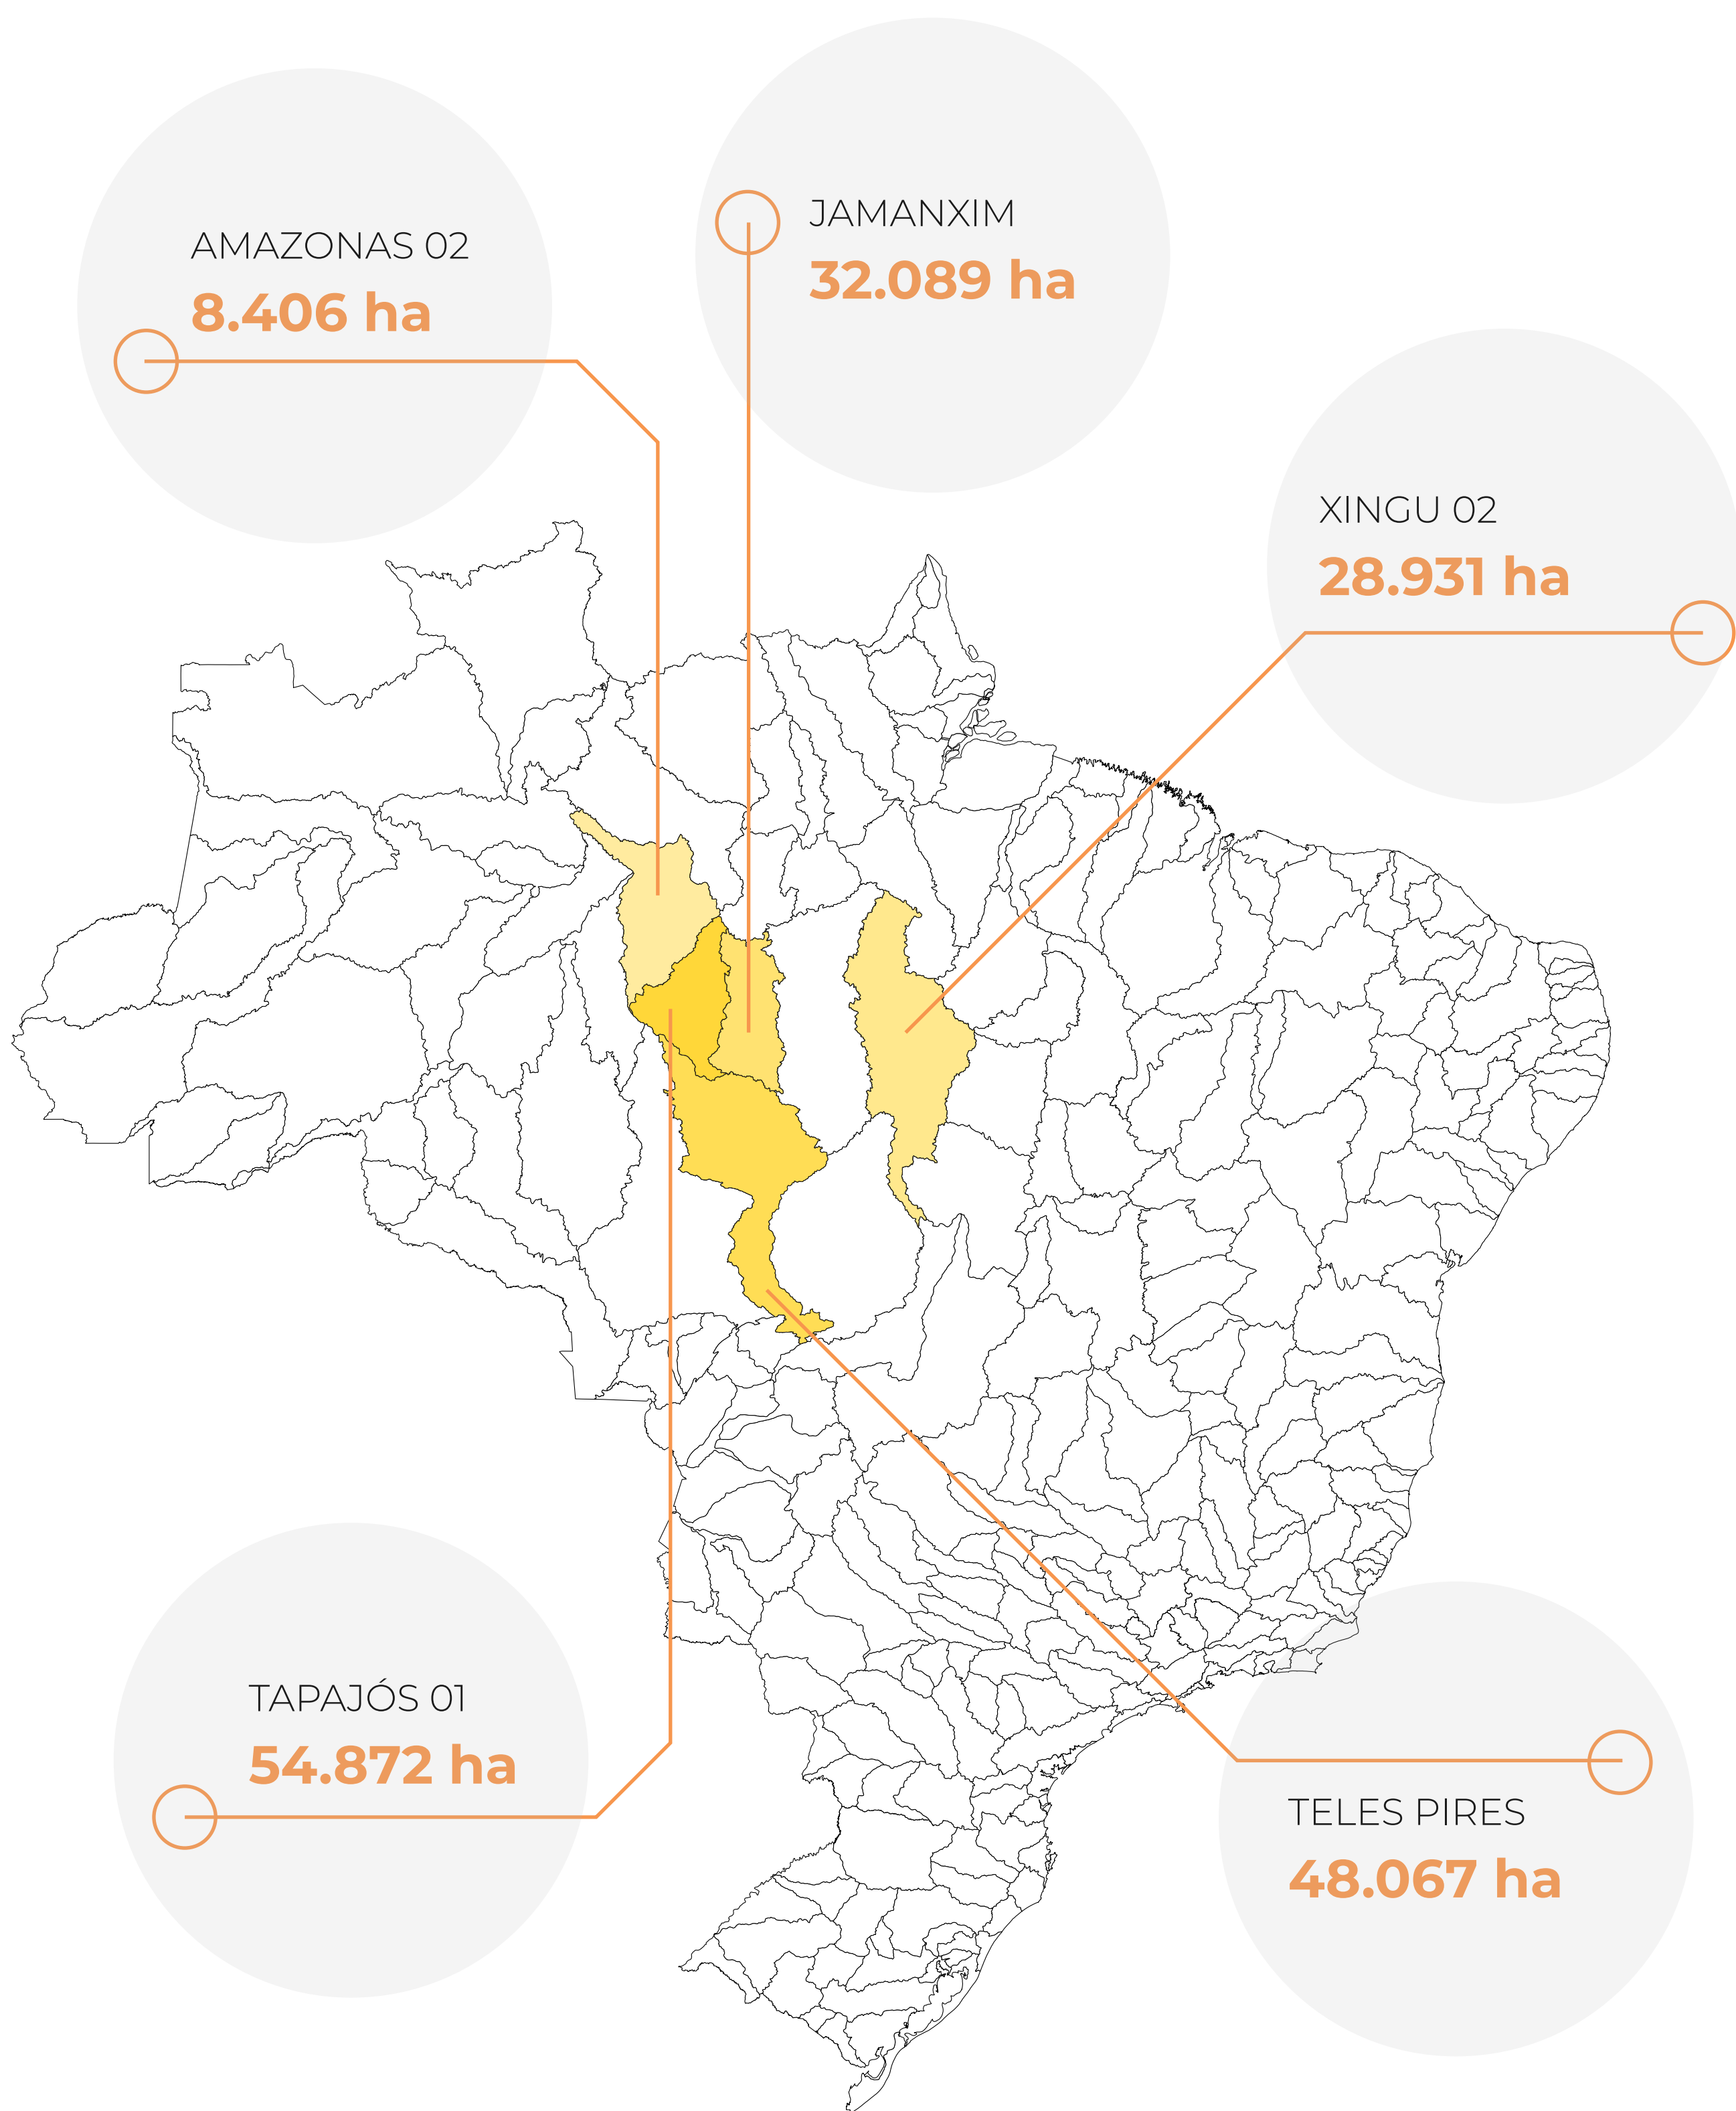 JAMANXIM
32.089 ha
AMAZONAS 02
8.406 ha
XINGU 02
28.931 ha
TAPAJÓS 01
54.872 ha
TELES PIRES
48.067 ha